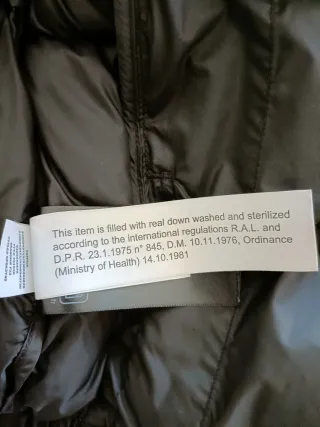 This item is filled with real down washed and sterilized
according to the international regulations R.A.L. and
D.P.R. 23.1.1975 n° 845, D.M. 10.11.1976, Ordinance
(Ministry of Health) 14.10.1981